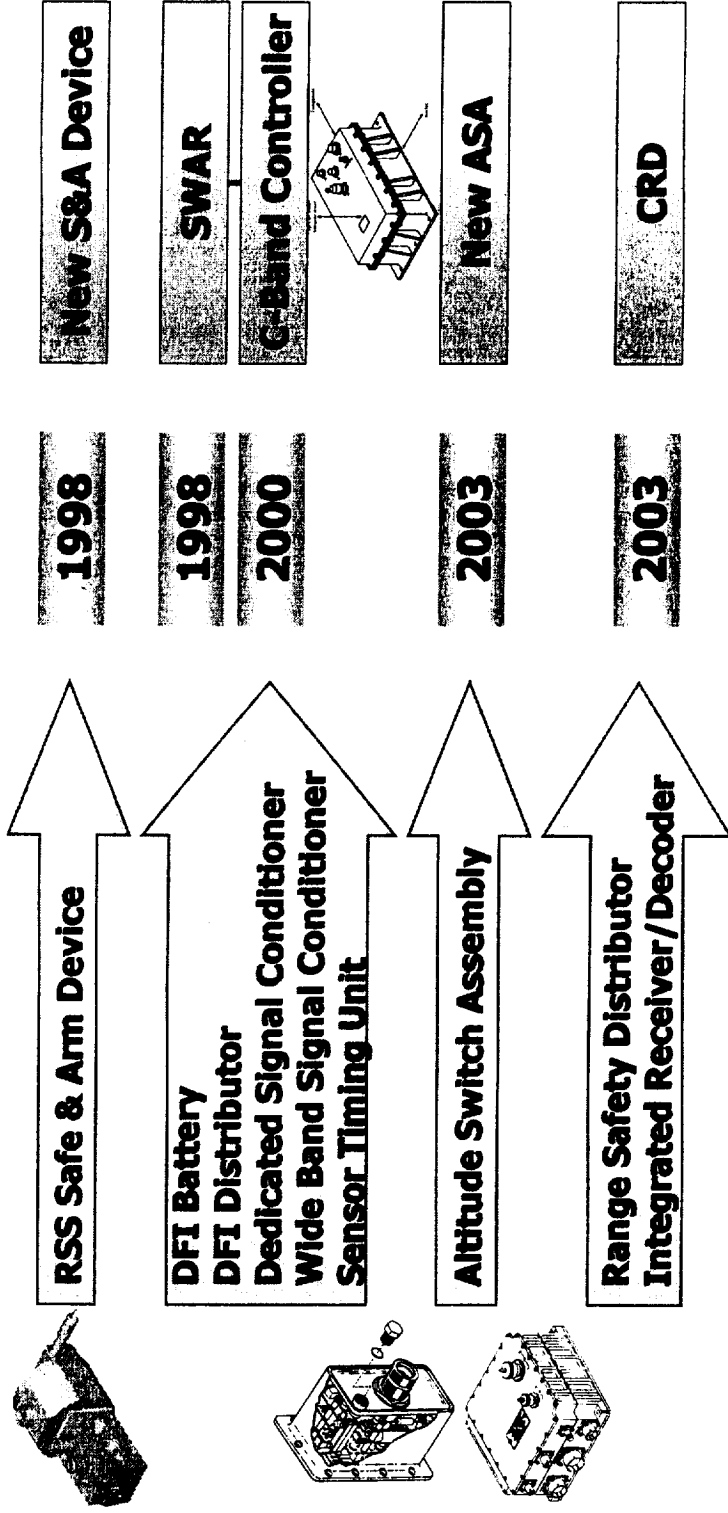 RSS Safe & Arm Device
1998
New S&A Device
DFI Battery
DFI Distributor
Dedicated Signal Conditioner
Wide Band Signal Conditioner
Sensor Timing Unit
1998
SWAR
2000
C-Band Controller
Altitude Switch Assembly
2003
New ASA
Range Safety Distributor
Integrated Receiver/Decoder
2003
CRD